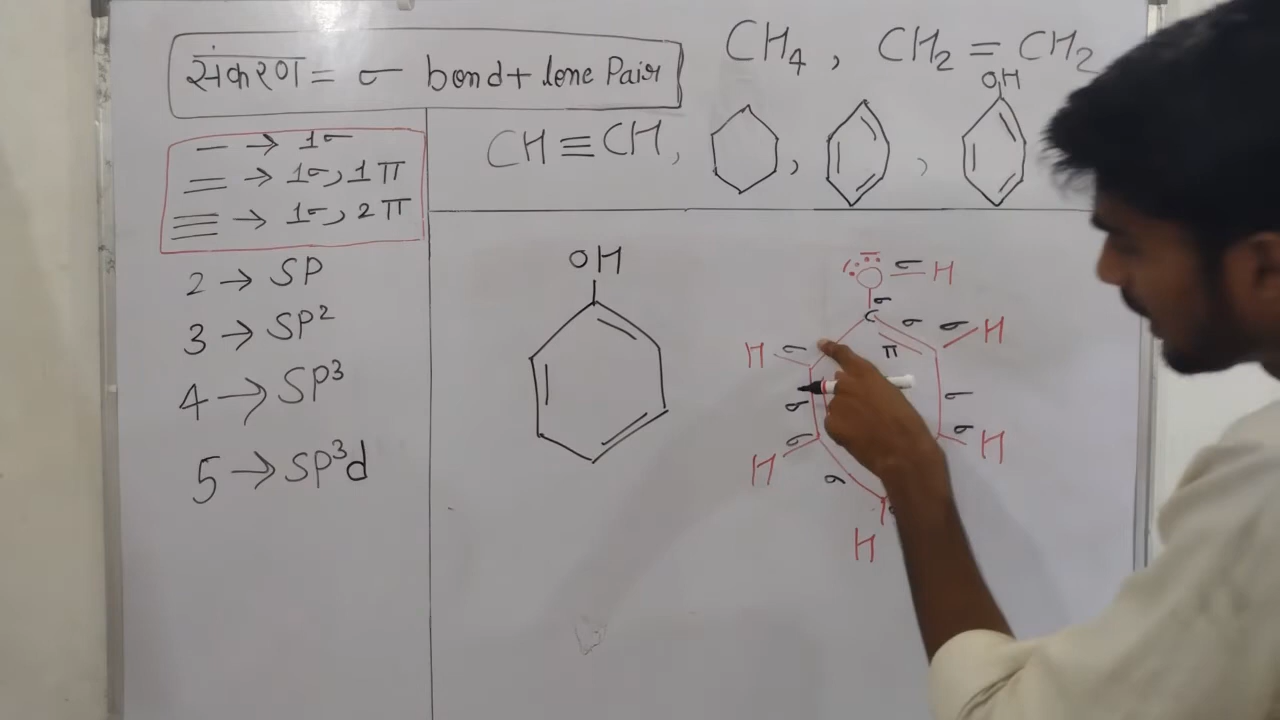 संकरण = σ bond + lone Pair
CH4 , CH2 = CH2
CH ≡ CH, , ,
OH
— → 1σ
= → 1σ, 1π
≡ → 1σ, 2π
2 → SP
3 → SP²
4 → SP³
5 → SP³d
OH
σ H
σ
C σ σ H
H σ π
σ σ
σ σ H
H σ
H